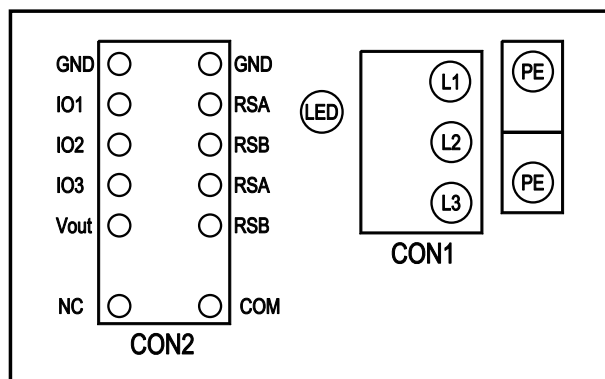 GND GND
IO1 RSA
IO2 RSB
IO3 RSA
Vout RSB
NC COM
CON2
LED
L1
L2
L3
CON1
PE
PE